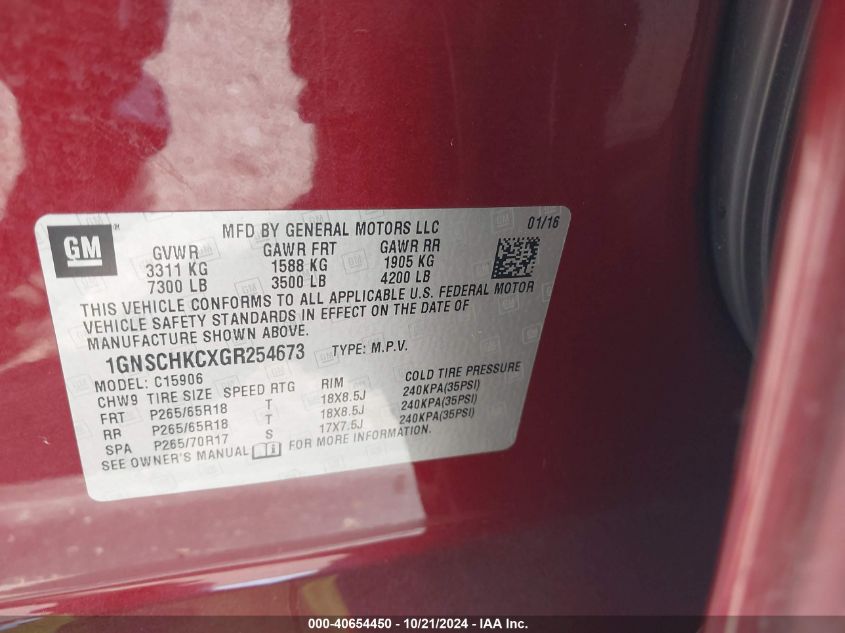 GM
MFD BY GENERAL MOTORS LLC
01/16
GVWR GAWR FRT GAWR RR
3311 KG 1588 KG 1905 KG
7300 LB 3500 LB 4200 LB
THIS VEHICLE CONFORMS TO ALL APPLICABLE U.S. FEDERAL MOTOR
VEHICLE SAFETY STANDARDS IN EFFECT ON THE DATE OF
MANUFACTURE SHOWN ABOVE.
1GNSCHKCXGR254673 TYPE: M.P.V.
MODEL: C15906
CHW9 TIRE SIZE SPEED RTG RIM COLD TIRE PRESSURE
FRT P265/65R18 T 18X8.5J 240KPA(35PSI)
RR P265/65R18 T 18X8.5J 240KPA(35PSI)
SPA P265/70R17 S 17X7.5J 240KPA(35PSI)
SEE OWNER'S MANUAL FOR MORE INFORMATION.
000-40654450 - 10/21/2024 - IAA Inc.